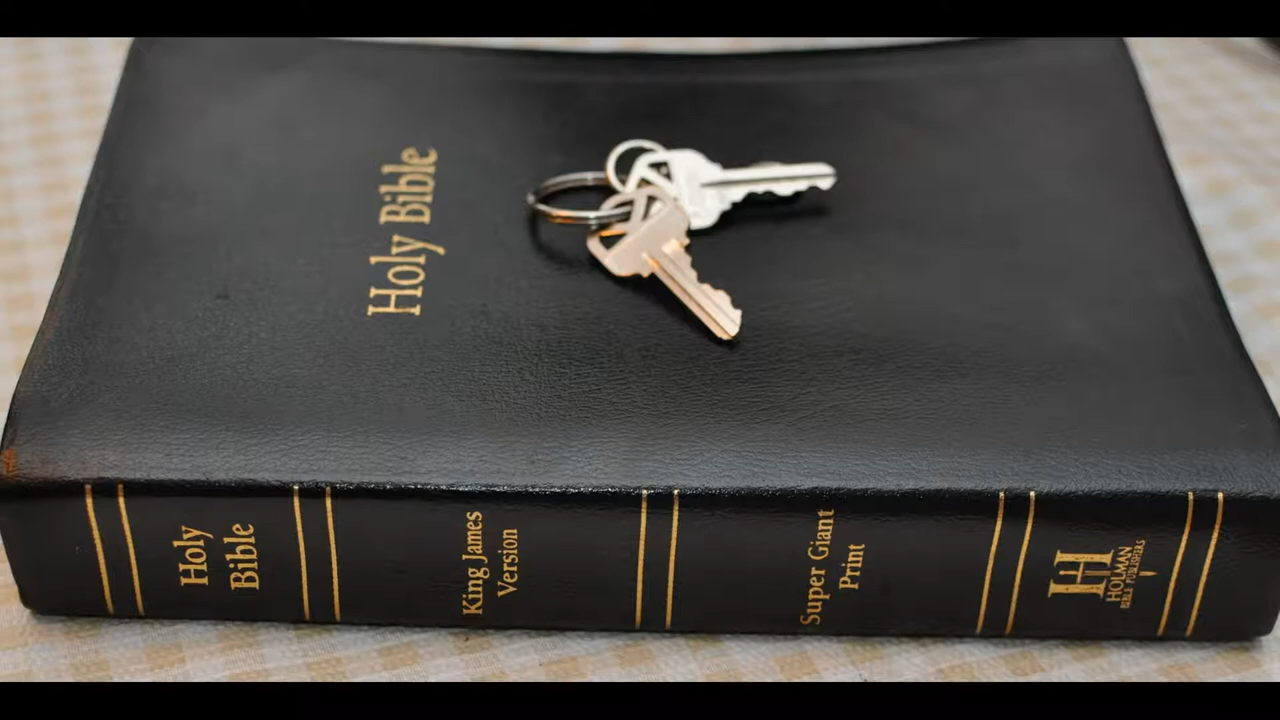 Holy Bible
Holy
Bible
King James
Version
Super Giant
Print
HOLMAN
BIBLE PUBLISHERS